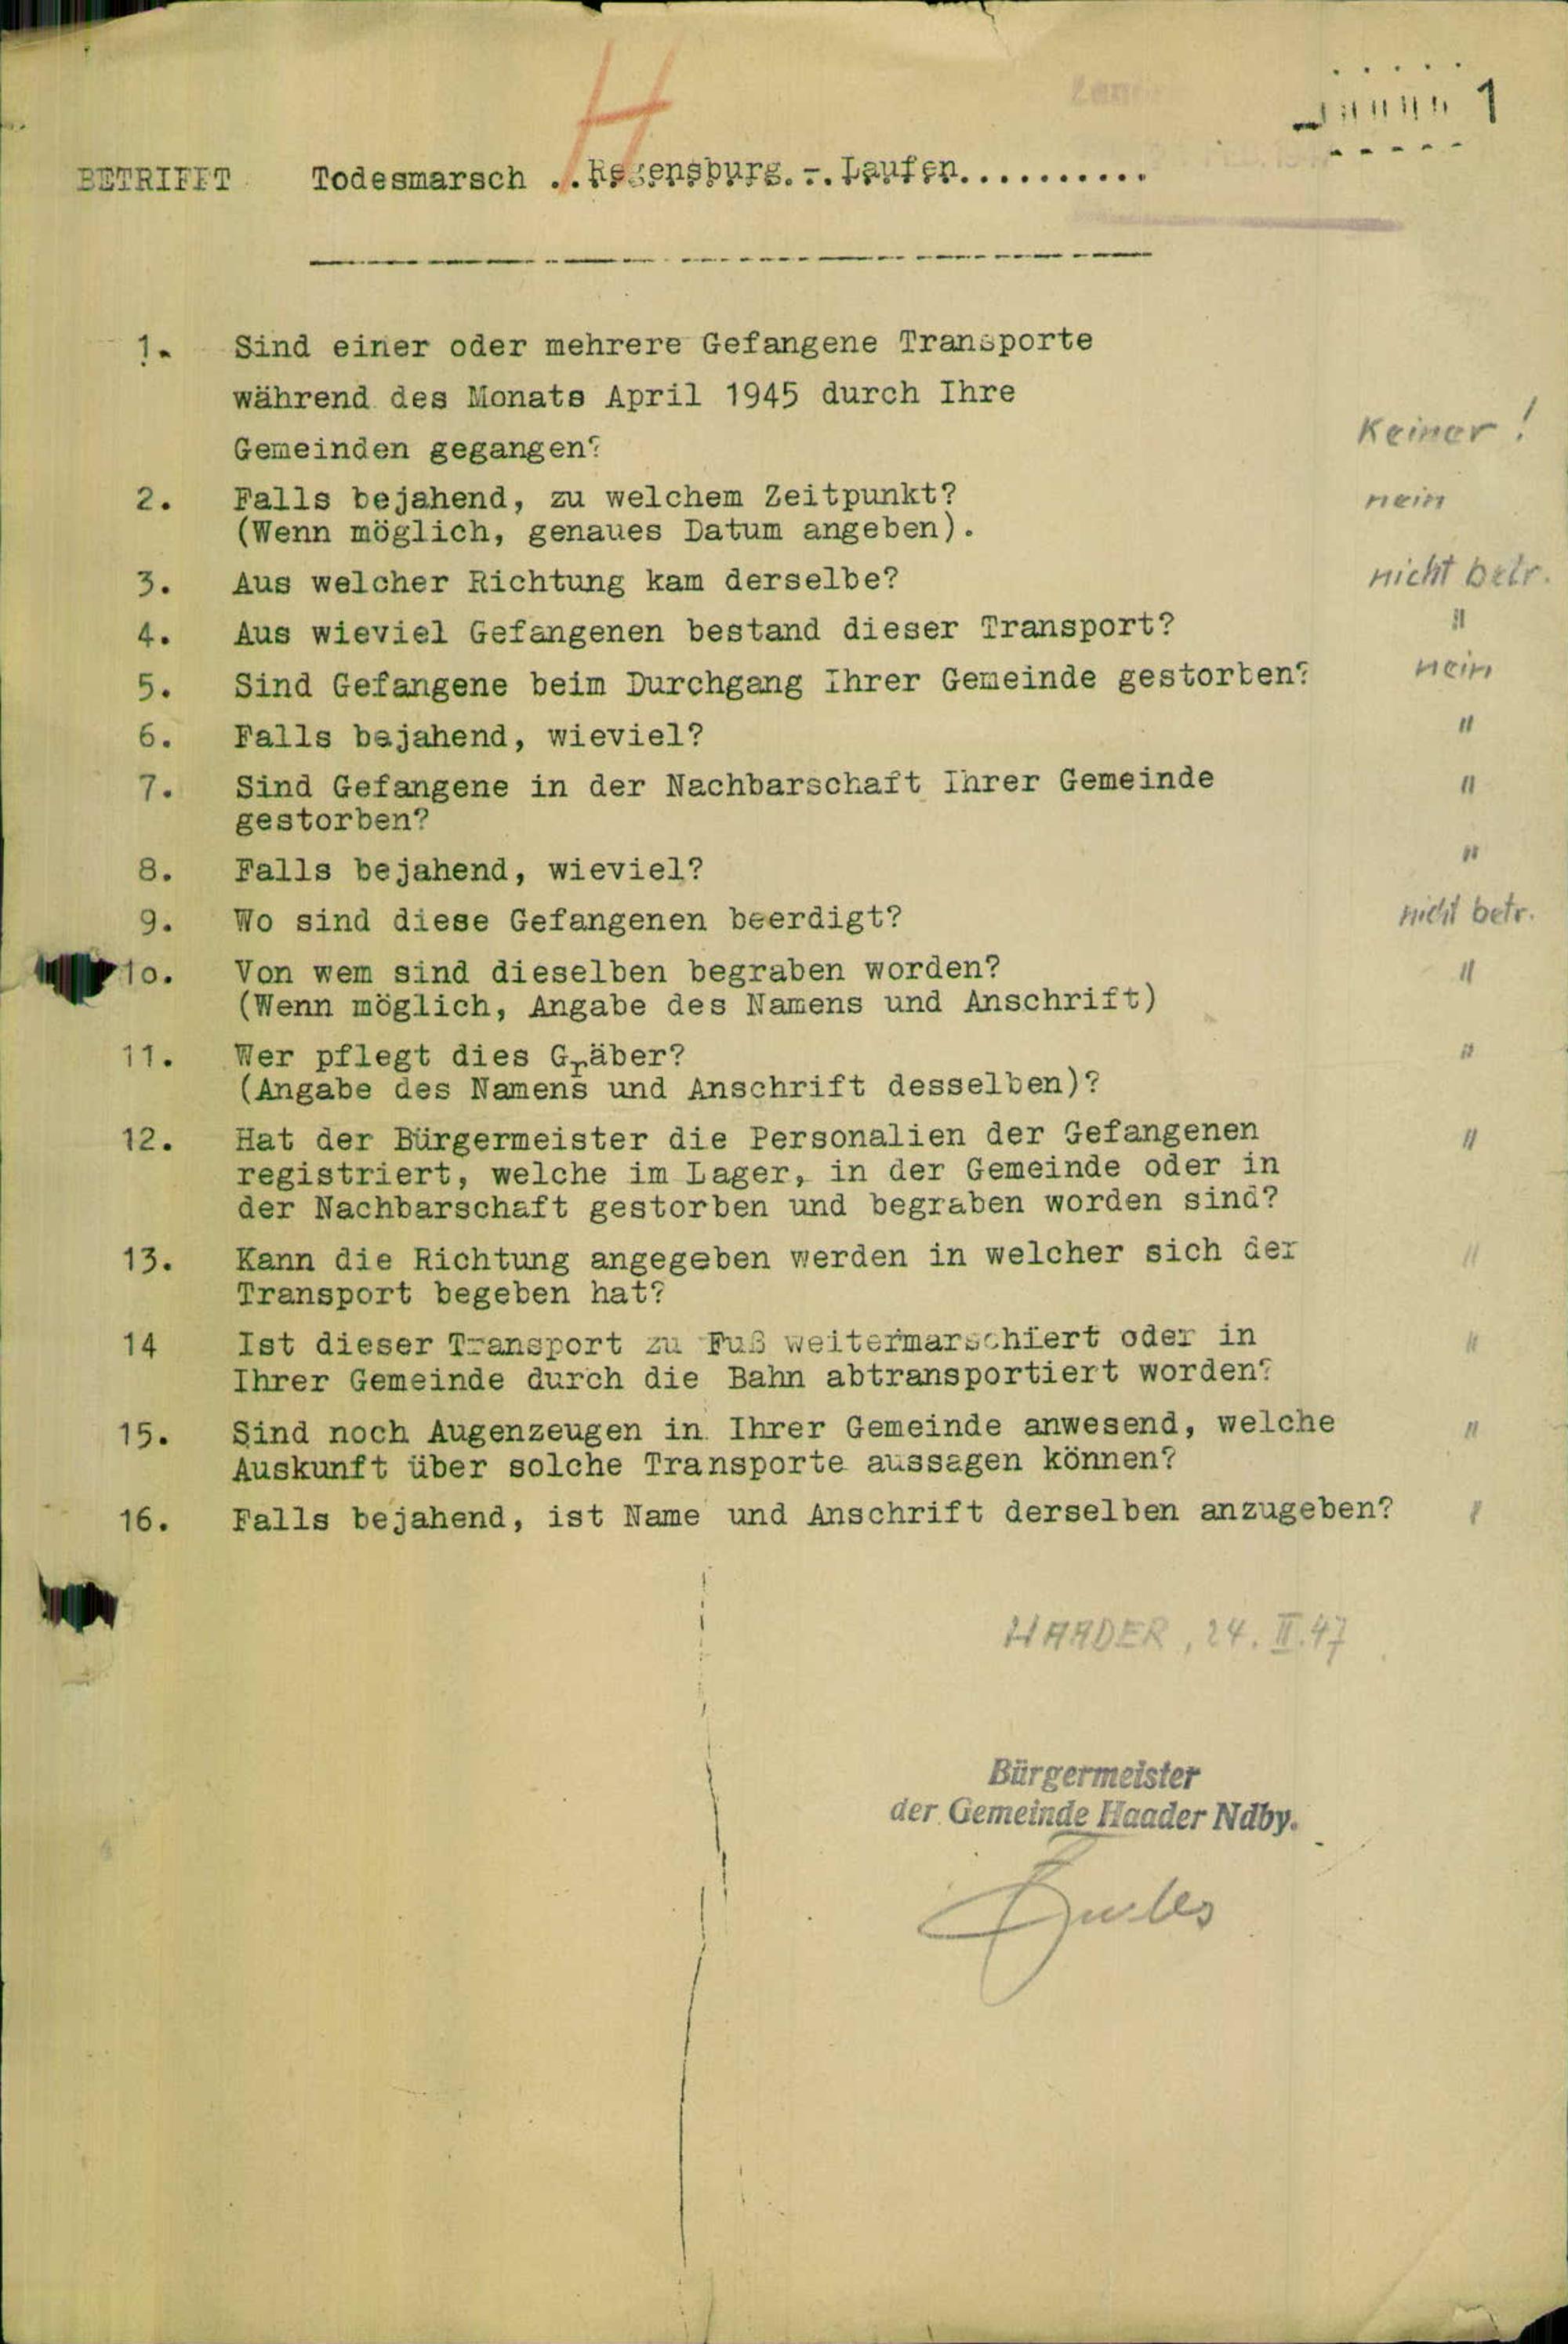 H
1
BETRIFFT Todesmarsch ..Regensburg.-.Laufen..........
1. Sind einer oder mehrere Gefangene Transporte
während des Monats April 1945 durch Ihre
Gemeinden gegangen? Keiner!
2. Falls bejahend, zu welchem Zeitpunkt? nein
(Wenn möglich, genaues Datum angeben).
3. Aus welcher Richtung kam derselbe? nicht betr.
4. Aus wieviel Gefangenen bestand dieser Transport? "
5. Sind Gefangene beim Durchgang Ihrer Gemeinde gestorben? nein
6. Falls bejahend, wieviel? "
7. Sind Gefangene in der Nachbarschaft Ihrer Gemeinde "
gestorben?
8. Falls bejahend, wieviel? "
9. Wo sind diese Gefangenen beerdigt? nicht betr.
1o. Von wem sind dieselben begraben worden? "
(Wenn möglich, Angabe des Namens und Anschrift)
11. Wer pflegt dies Gräber? "
(Angabe des Namens und Anschrift desselben)?
12. Hat der Bürgermeister die Personalien der Gefangenen "
registriert, welche im Lager, in der Gemeinde oder in
der Nachbarschaft gestorben und begraben worden sind?
13. Kann die Richtung angegeben werden in welcher sich der "
Transport begeben hat?
14 Ist dieser Transport zu Fuß weitermarschiert oder in "
Ihrer Gemeinde durch die Bahn abtransportiert worden?
15. Sind noch Augenzeugen in Ihrer Gemeinde anwesend, welche "
Auskunft über solche Transporte aussagen können?
16. Falls bejahend, ist Name und Anschrift derselben anzugeben? "
HAADER, 24. II. 47
Bürgermeister
der Gemeinde Haader Ndby.